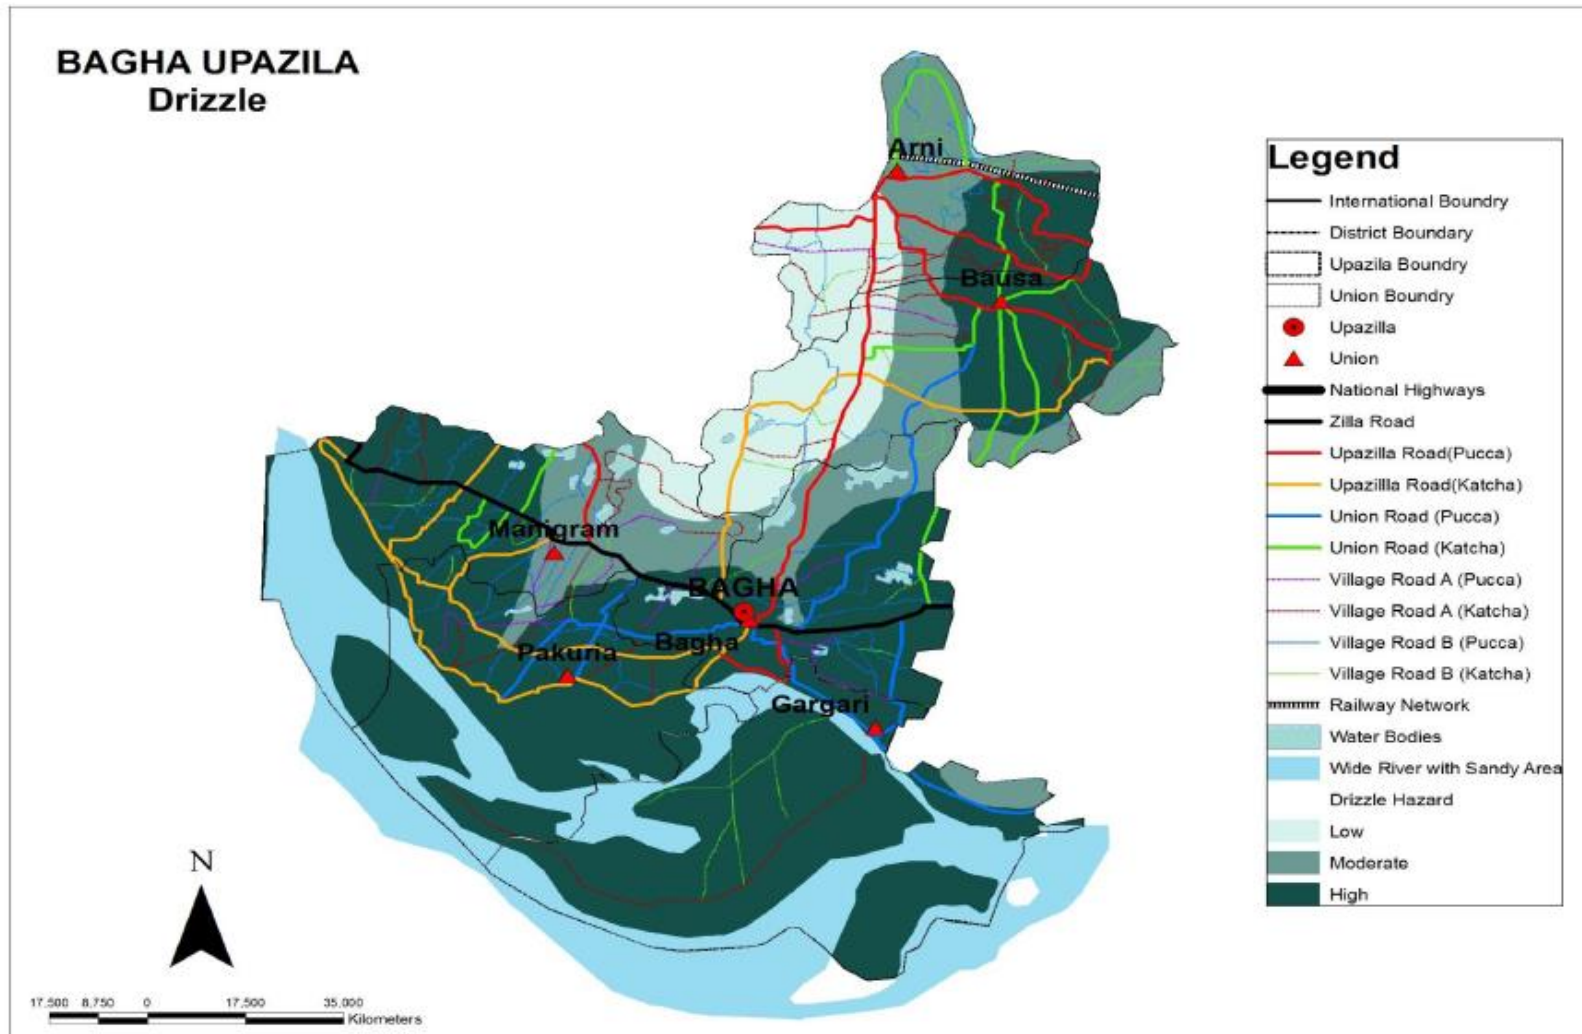 BAGHA UPAZILA
Drizzle
Arni
Bausa
Manigram
BAGHA
Bagha
Pakuria
Gargari
Legend
International Boundry
District Boundary
Upazila Boundry
Union Boundry
Upazilla
Union
National Highways
Zilla Road
Upazilla Road(Pucca)
Upazillla Road(Katcha)
Union Road (Pucca)
Union Road (Katcha)
Village Road A (Pucca)
Village Road A (Katcha)
Village Road B (Pucca)
Village Road B (Katcha)
Railway Network
Water Bodies
Wide River with Sandy Area
Drizzle Hazard
Low
Moderate
High
N
17,500 8,750 0 17,500 35,000
Kilometers